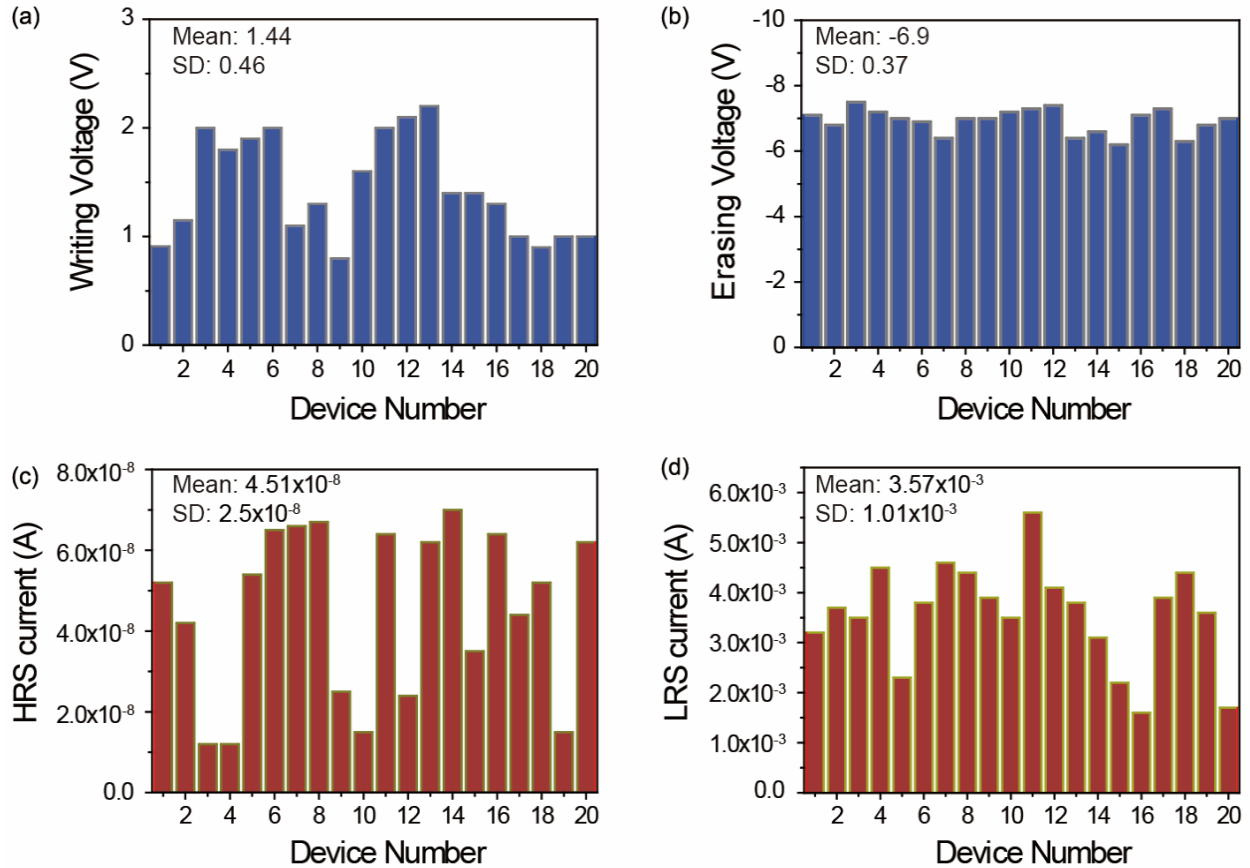 (a)
Mean: 1.44
SD: 0.46
3
2
1
0
Writing Voltage (V)
2 4 6 8 10 12 14 16 18 20
Device Number
(b)
Mean: -6.9
SD: 0.37
-10
-8
-6
-4
-2
0
Erasing Voltage (V)
2 4 6 8 10 12 14 16 18 20
Device Number
(c)
Mean: 4.51x10⁻⁸
SD: 2.5x10⁻⁸
8.0x10⁻⁸
6.0x10⁻⁸
4.0x10⁻⁸
2.0x10⁻⁸
0.0
HRS current (A)
2 4 6 8 10 12 14 16 18 20
Device Number
(d)
Mean: 3.57x10⁻³
SD: 1.01x10⁻³
6.0x10⁻³
5.0x10⁻³
4.0x10⁻³
3.0x10⁻³
2.0x10⁻³
1.0x10⁻³
0.0
LRS current (A)
2 4 6 8 10 12 14 16 18 20
Device Number